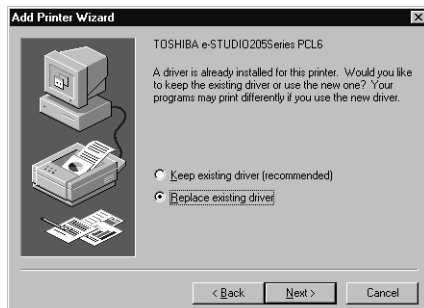 Add Printer Wizard
TOSHIBA e-STUDIO205Series PCL6
A driver is already installed for this printer. Would you like
to keep the existing driver or use the new one? Your
programs may print differently if you use the new driver.
Keep existing driver (recommended)
Replace existing driver
< Back Next > Cancel